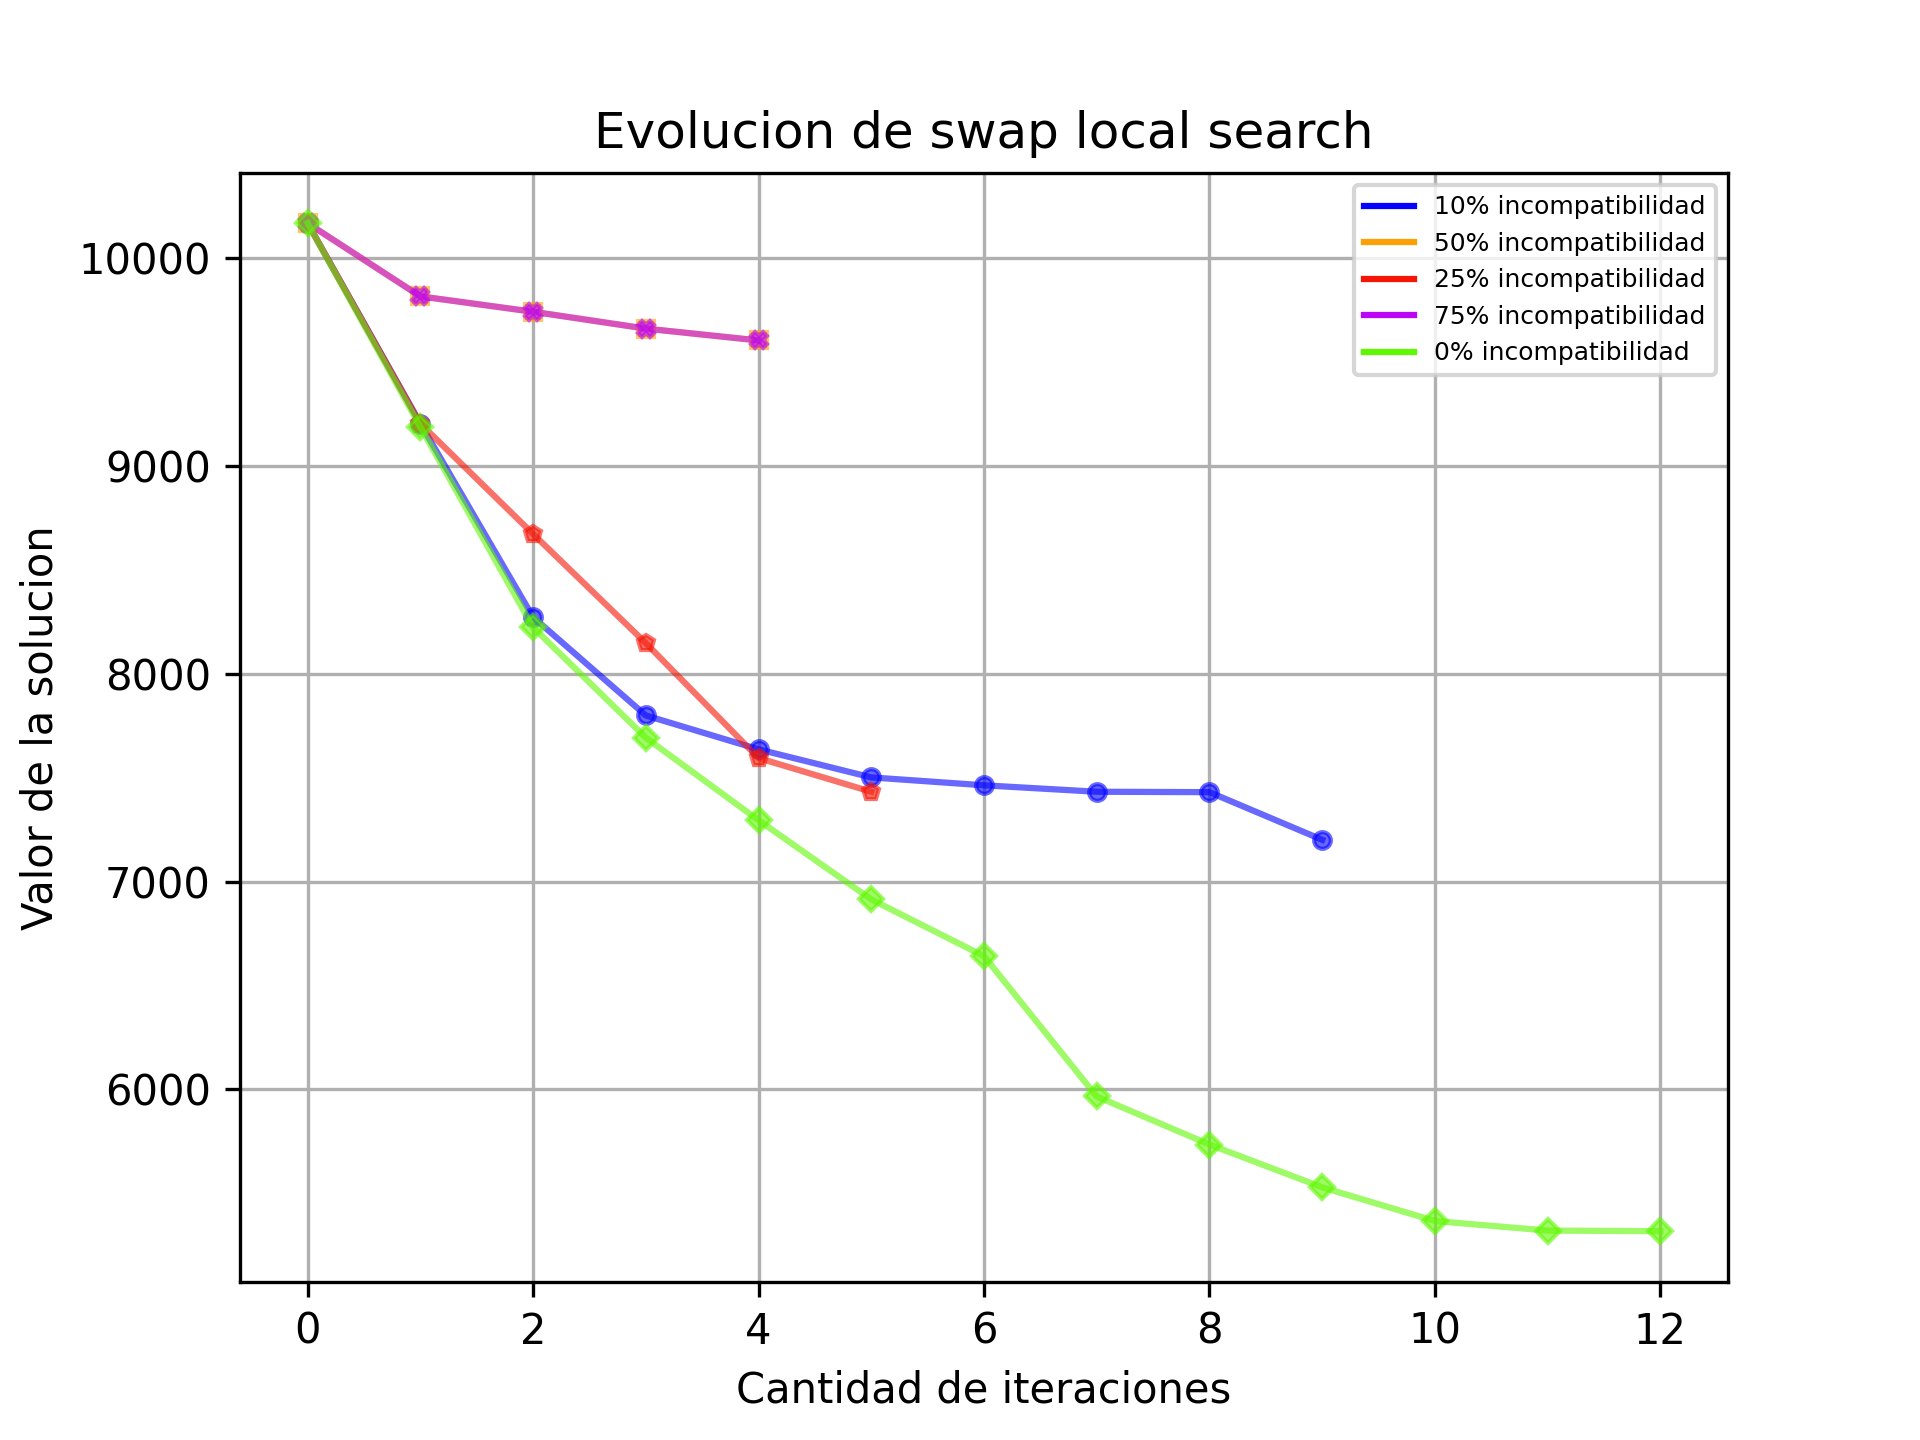 Evolucion de swap local search
10% incompatibilidad
50% incompatibilidad
25% incompatibilidad
75% incompatibilidad
0% incompatibilidad
Valor de la solucion
10000
9000
8000
7000
6000
0 2 4 6 8 10 12
Cantidad de iteraciones